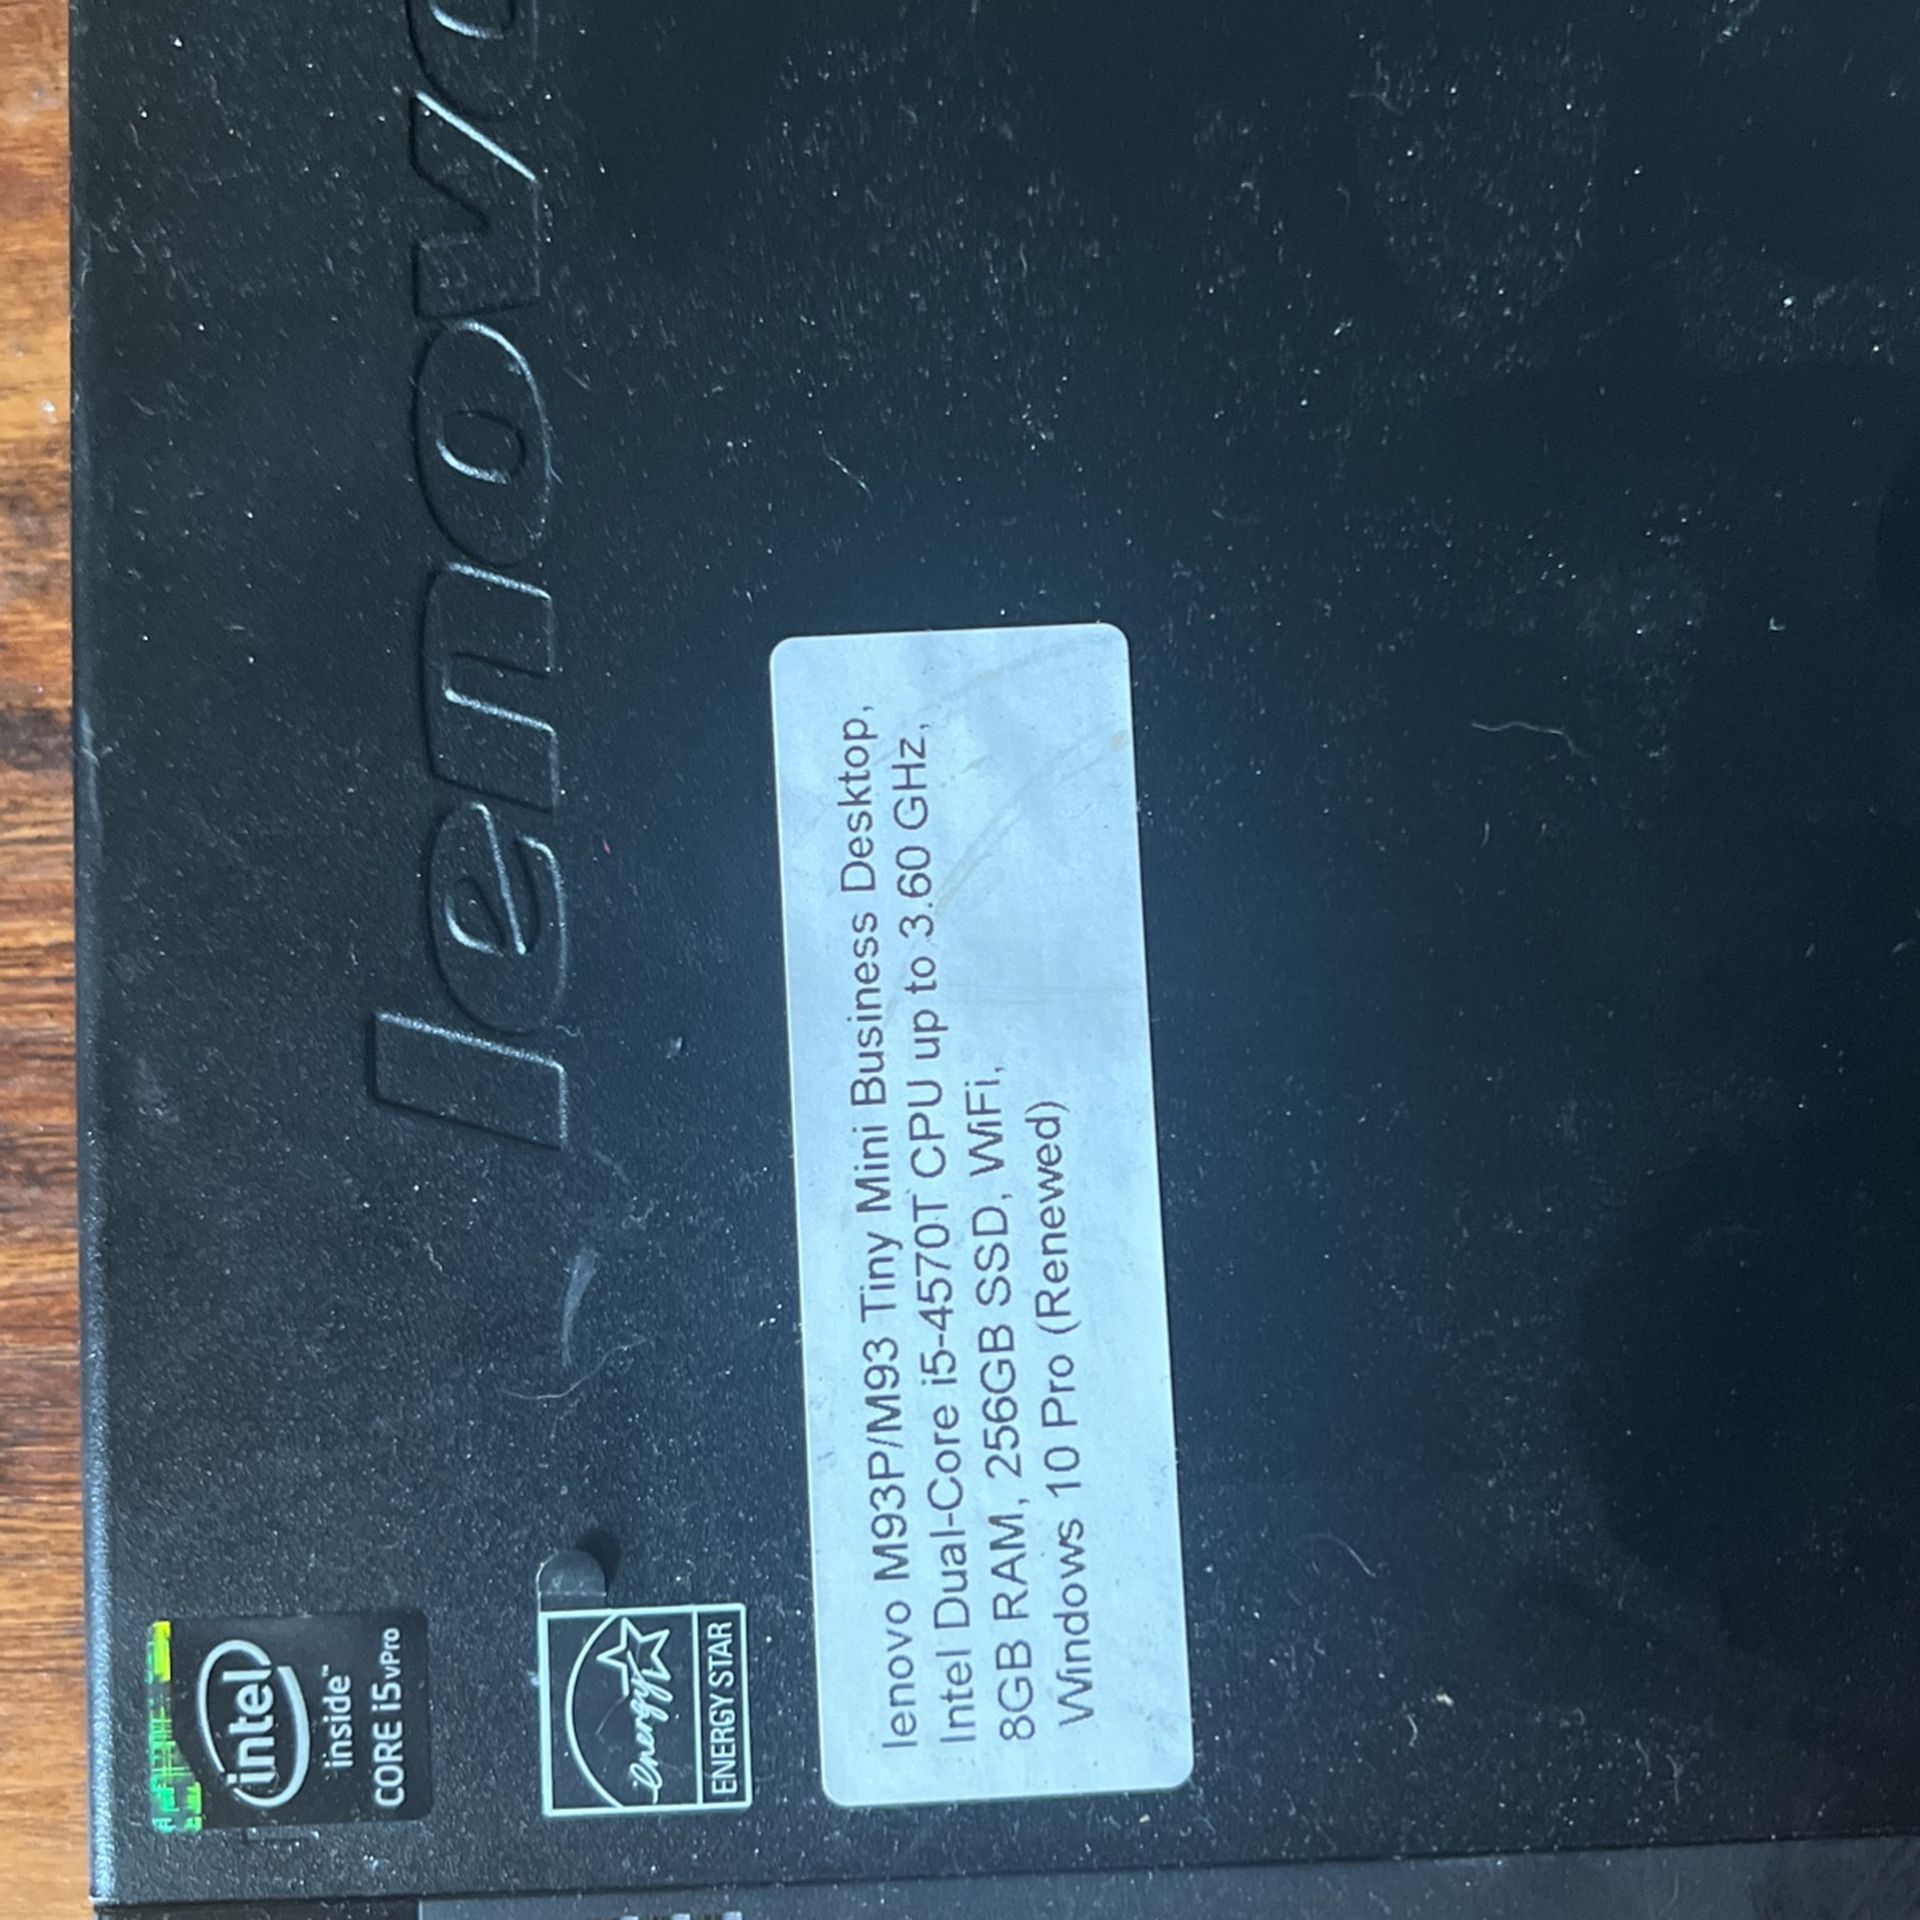 lenovo
intel
inside™
CORE i5 vPro
energy
ENERGY STAR
lenovo M93P/M93 Tiny Mini Business Desktop,
Intel Dual-Core i5-4570T CPU up to 3.60 GHz,
8GB RAM, 256GB SSD, WiFi,
Windows 10 Pro (Renewed)